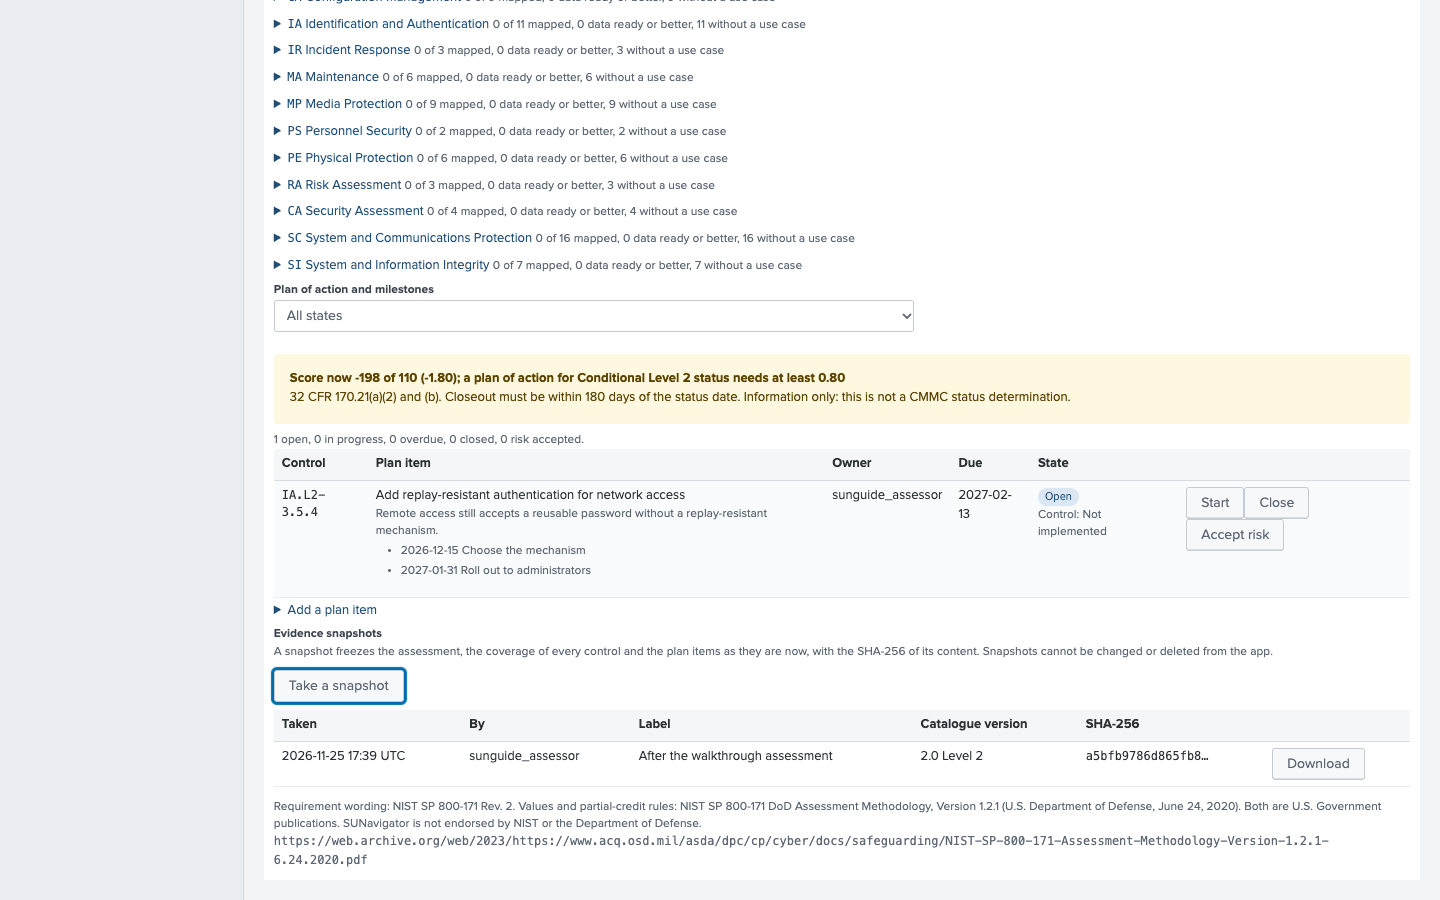 IA Identification and Authentication 0 of 11 mapped, 0 data ready or better, 11 without a use case
IR Incident Response 0 of 3 mapped, 0 data ready or better, 3 without a use case
MA Maintenance 0 of 6 mapped, 0 data ready or better, 6 without a use case
MP Media Protection 0 of 9 mapped, 0 data ready or better, 9 without a use case
PS Personnel Security 0 of 2 mapped, 0 data ready or better, 2 without a use case
PE Physical Protection 0 of 6 mapped, 0 data ready or better, 6 without a use case
RA Risk Assessment 0 of 3 mapped, 0 data ready or better, 3 without a use case
CA Security Assessment 0 of 4 mapped, 0 data ready or better, 4 without a use case
SC System and Communications Protection 0 of 16 mapped, 0 data ready or better, 16 without a use case
SI System and Information Integrity 0 of 7 mapped, 0 data ready or better, 7 without a use case
Plan of action and milestones
All states
Score now -198 of 110 (-1.80); a plan of action for Conditional Level 2 status needs at least 0.80
32 CFR 170.21(a)(2) and (b). Closeout must be within 180 days of the status date. Information only: this is not a CMMC status determination.
1 open, 0 in progress, 0 overdue, 0 closed, 0 risk accepted.
Control Plan item Owner Due State
IA.L2-
3.5.4
Add replay-resistant authentication for network access
Remote access still accepts a reusable password without a replay-resistant
mechanism.
• 2026-12-15 Choose the mechanism
• 2027-01-31 Roll out to administrators
sunguide_assessor
2027-02-
13
Open
Control: Not
implemented
Start Close
Accept risk
Add a plan item
Evidence snapshots
A snapshot freezes the assessment, the coverage of every control and the plan items as they are now, with the SHA-256 of its content. Snapshots cannot be changed or deleted from the app.
Take a snapshot
Taken By Label Catalogue version SHA-256
2026-11-25 17:39 UTC sunguide_assessor After the walkthrough assessment 2.0 Level 2 a5bfb9786d865fb8… Download
Requirement wording: NIST SP 800-171 Rev. 2. Values and partial-credit rules: NIST SP 800-171 DoD Assessment Methodology, Version 1.2.1 (U.S. Department of Defense, June 24, 2020). Both are U.S. Government
publications. SUNavigator is not endorsed by NIST or the Department of Defense.
https://web.archive.org/web/2023/https://www.acq.osd.mil/asda/dpc/cp/cyber/docs/safeguarding/NIST-SP-800-171-Assessment-Methodology-Version-1.2.1-
6.24.2020.pdf